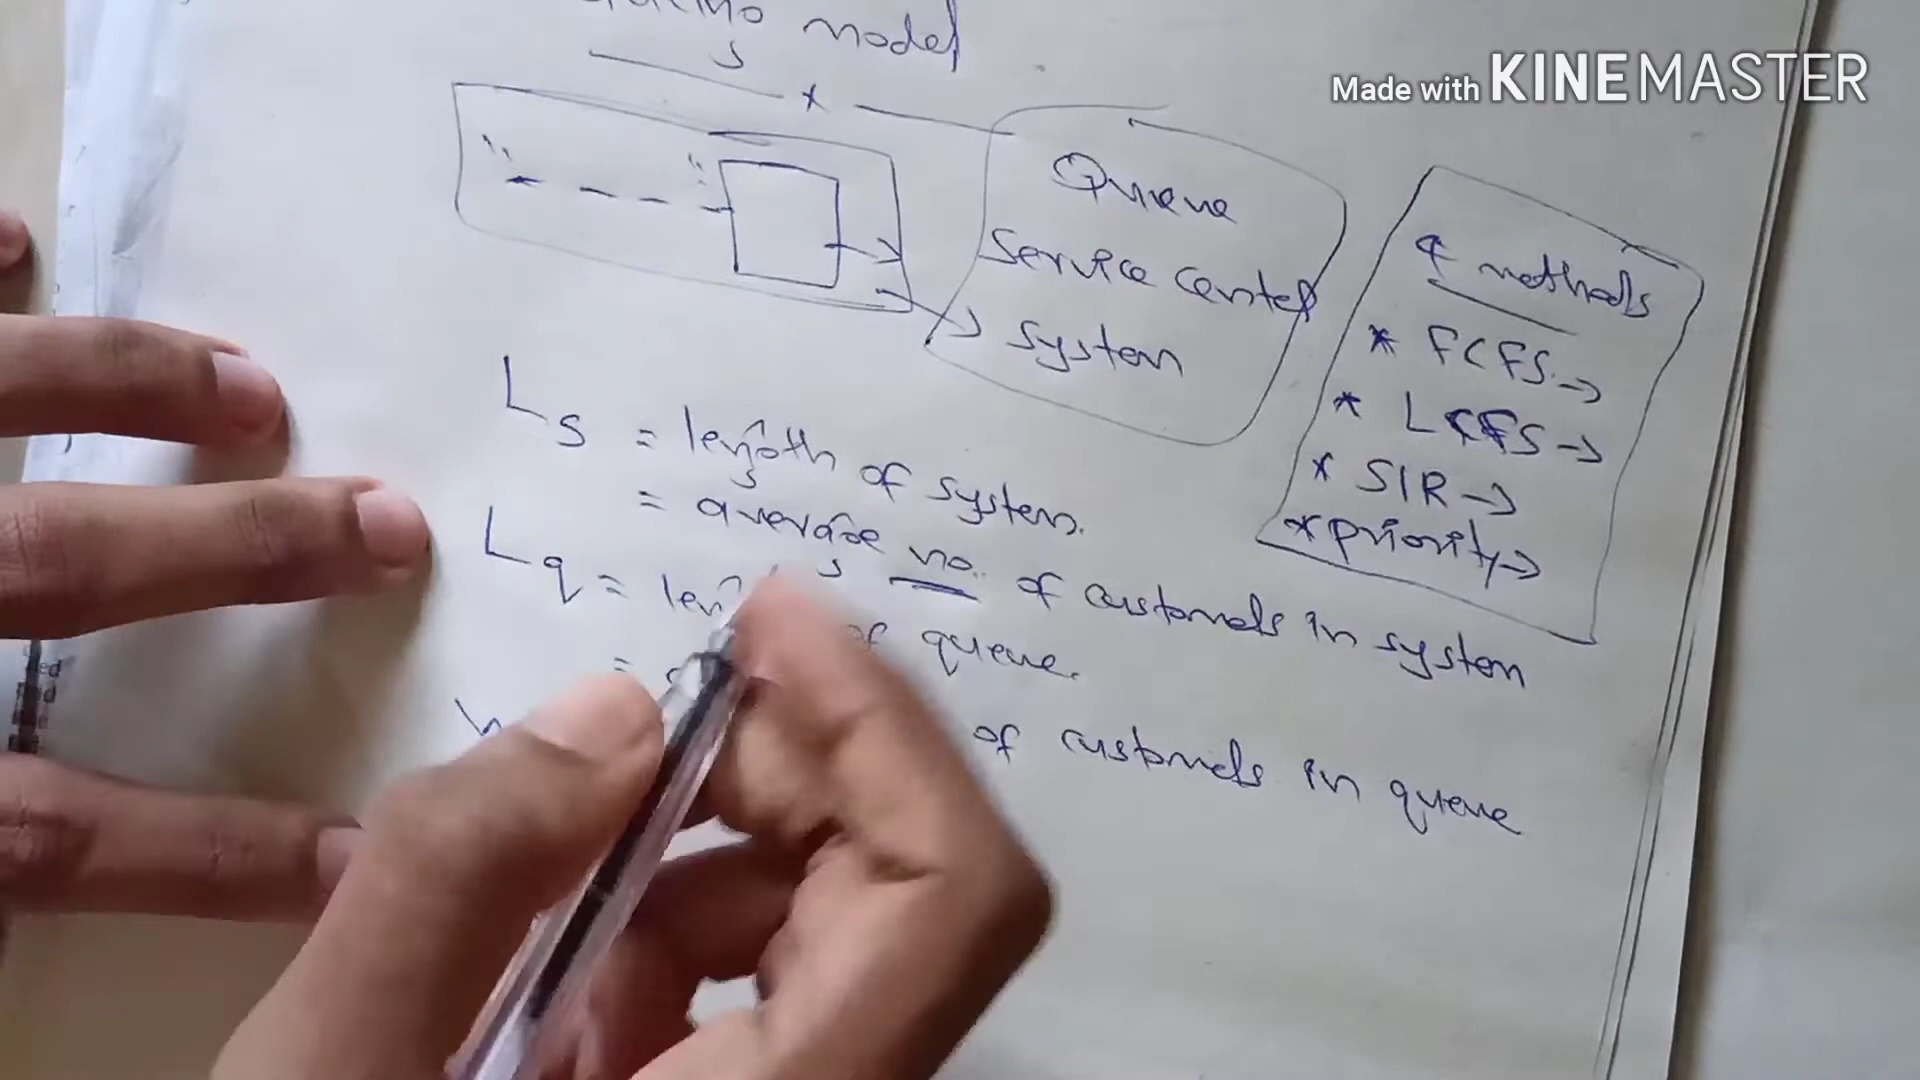 model
Made with KINEMASTER
Queue
Service Center
System
4 methods
* FCFS →
* LCFS →
* SIR →
* Priority →
Ls = length of system.
= average no. of customers in system
Lq = of queue.
= of customers in queue